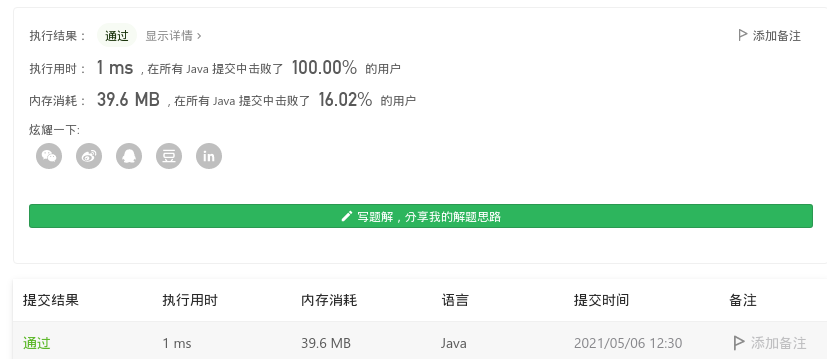 执行结果： 通过 显示详情 › 添加备注
执行用时： 1 ms , 在所有 Java 提交中击败了 100.00% 的用户
内存消耗： 39.6 MB , 在所有 Java 提交中击败了 16.02% 的用户
炫耀一下:
豆 in
写题解，分享我的解题思路
提交结果 执行用时 内存消耗 语言 提交时间 备注
通过 1 ms 39.6 MB Java 2021/05/06 12:30 添加备注